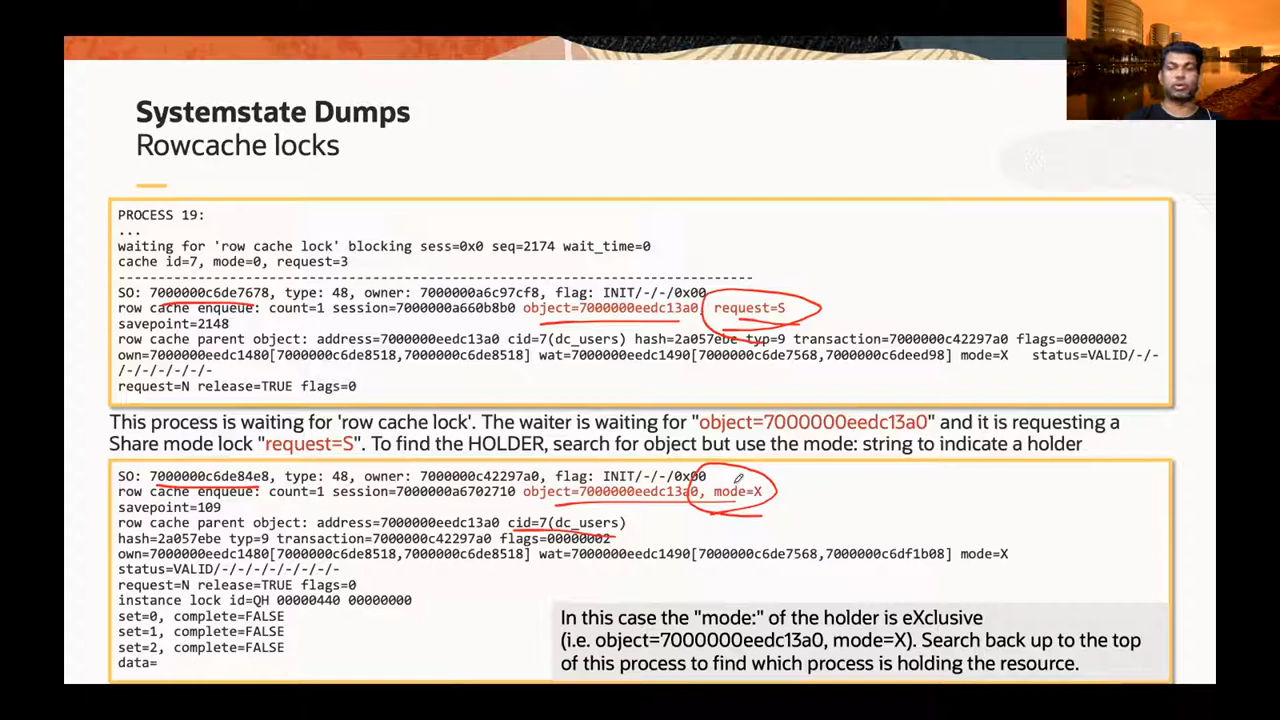 Systemstate Dumps
Rowcache locks
PROCESS 19:
...
waiting for 'row cache lock' blocking sess=0x0 seq=2174 wait_time=0
cache id=7, mode=0, request=3
--------------------------------------------------------------------------------
SO: 7000000c6de7678, type: 48, owner: 7000000a6c97cf8, flag: INIT/-/-/0x00
row cache enqueue: count=1 session=7000000a660b8b0 object=7000000eedc13a0, request=S
savepoint=2148
row cache parent object: address=7000000eedc13a0 cid=7(dc_users) hash=2a057ebe typ=9 transaction=7000000c42297a0 flags=00000002
own=7000000eedc1480[7000000c6de8518,7000000c6de8518] wat=7000000eedc1490[7000000c6de7568,7000000c6deed98] mode=X status=VALID/-/-
/-/-/-/-/-/-
request=N release=TRUE flags=0
This process is waiting for 'row cache lock'. The waiter is waiting for "object=7000000eedc13a0" and it is requesting a
Share mode lock "request=S". To find the HOLDER, search for object but use the mode: string to indicate a holder
SO: 7000000c6de84e8, type: 48, owner: 7000000c42297a0, flag: INIT/-/-/0x00
row cache enqueue: count=1 session=7000000a6702710 object=7000000eedc13a0, mode=X
savepoint=109
row cache parent object: address=7000000eedc13a0 cid=7(dc_users)
hash=2a057ebe typ=9 transaction=7000000c42297a0 flags=00000002
own=7000000eedc1480[7000000c6de8518,7000000c6de8518] wat=7000000eedc1490[7000000c6de7568,7000000c6df1b08] mode=X
status=VALID/-/-/-/-/-/-/-/-
request=N release=TRUE flags=0
instance lock id=QH 00000440 00000000
set=0, complete=FALSE
set=1, complete=FALSE
set=2, complete=FALSE
data=
In this case the "mode:" of the holder is eXclusive
(i.e. object=7000000eedc13a0, mode=X). Search back up to the top
of this process to find which process is holding the resource.